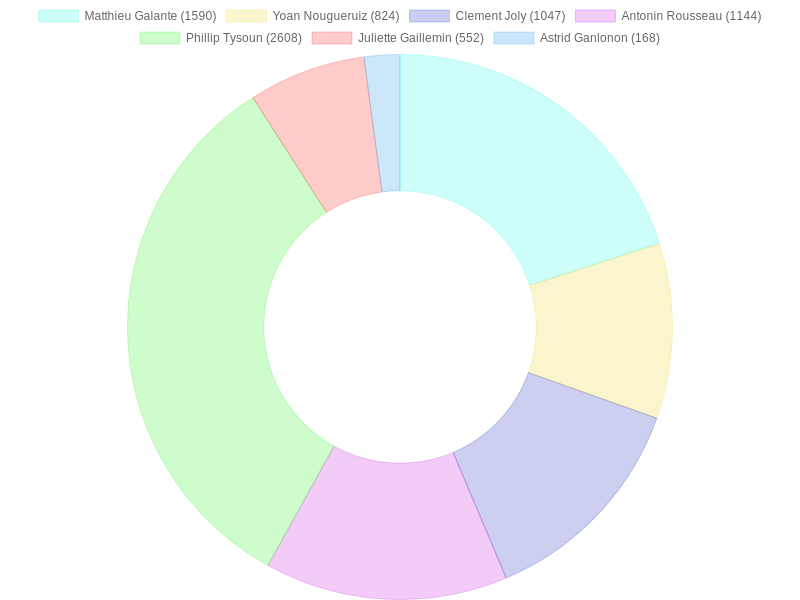 Matthieu Galante (1590) Yoan Nougueruiz (824) Clement Joly (1047) Antonin Rousseau (1144)
Phillip Tysoun (2608) Juliette Gaillemin (552) Astrid Ganlonon (168)